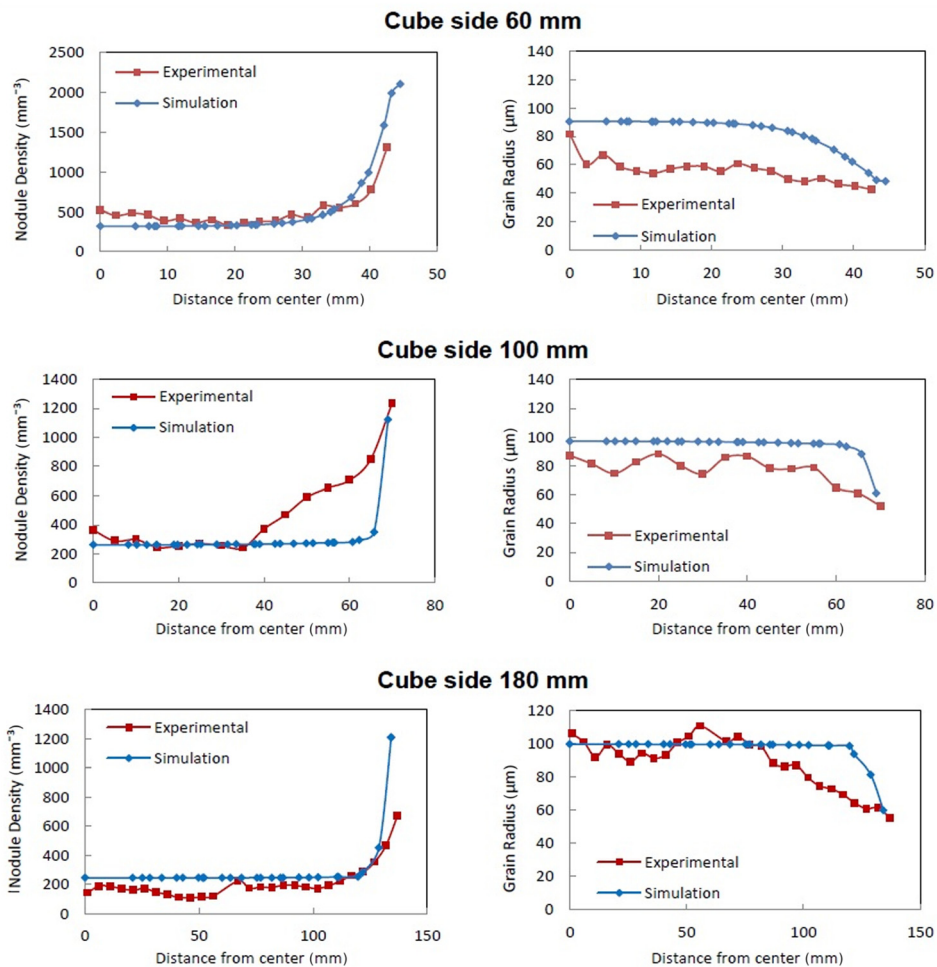 Cube side 60 mm
Nodule Density (mm⁻³)
2500
2000
1500
1000
500
0
Experimental
Simulation
0 10 20 30 40 50
Distance from center (mm)
Grain Radius (µm)
140
120
100
80
60
40
20
0
Experimental
Simulation
0 10 20 30 40 50
Distance from center (mm)
Cube side 100 mm
Nodule Density (mm⁻³)
1400
1200
1000
800
600
400
200
0
Experimental
Simulation
0 20 40 60 80
Distance from center (mm)
Grain Radius (µm)
140
120
100
80
60
40
20
0
Experimental
Simulation
0 20 40 60 80
Distance from center (mm)
Cube side 180 mm
Nodule Density (mm⁻³)
1400
1200
1000
800
600
400
200
0
Experimental
Simulation
0 50 100 150
Distance from center (mm)
Grain Radius (µm)
120
100
80
60
40
20
0
Experimental
Simulation
0 50 100 150
Distance from center (mm)